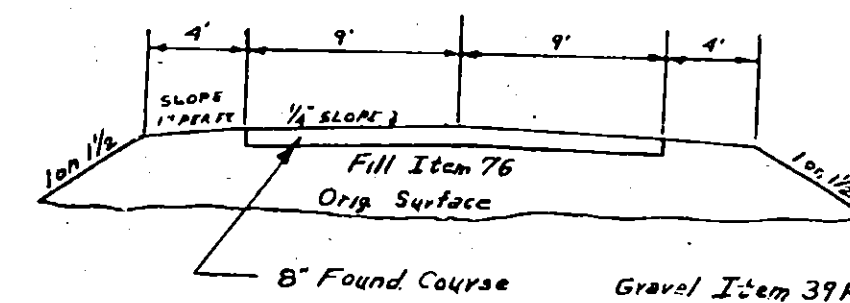 4' 9' 9' 4'
SLOPE
1" PER FT
1/4" SLOPE
1 on 1 1/2
1 on 1 1/2
Fill Item 76
Orig Surface
8" Found. Course
Gravel Item 39